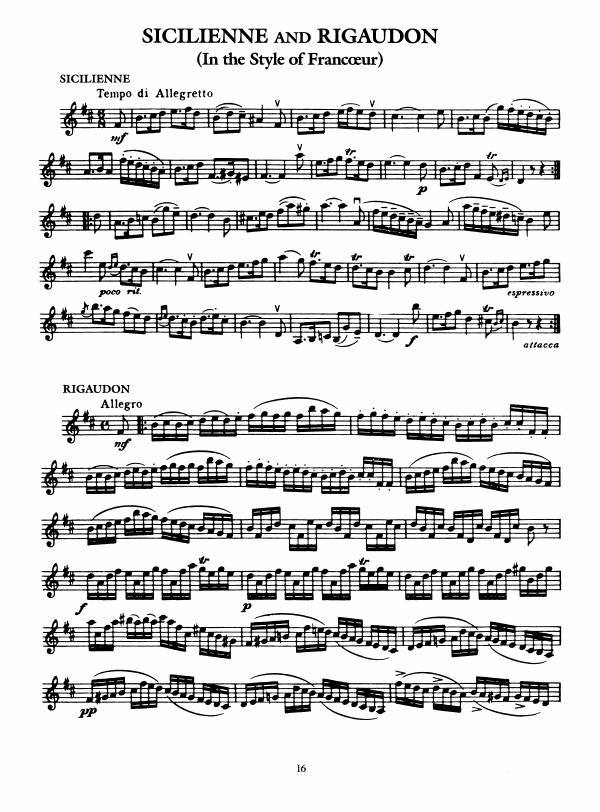 SICILIENNE AND RIGAUDON
(In the Style of Francœur)
SICILIENNE
Tempo di Allegretto
mf
tr
tr
p
tr
tr
tr
tr
poco rit.
espressivo
tr
f
attacca
RIGAUDON
Allegro
mf
tr
tr
f
p
f
pp
16